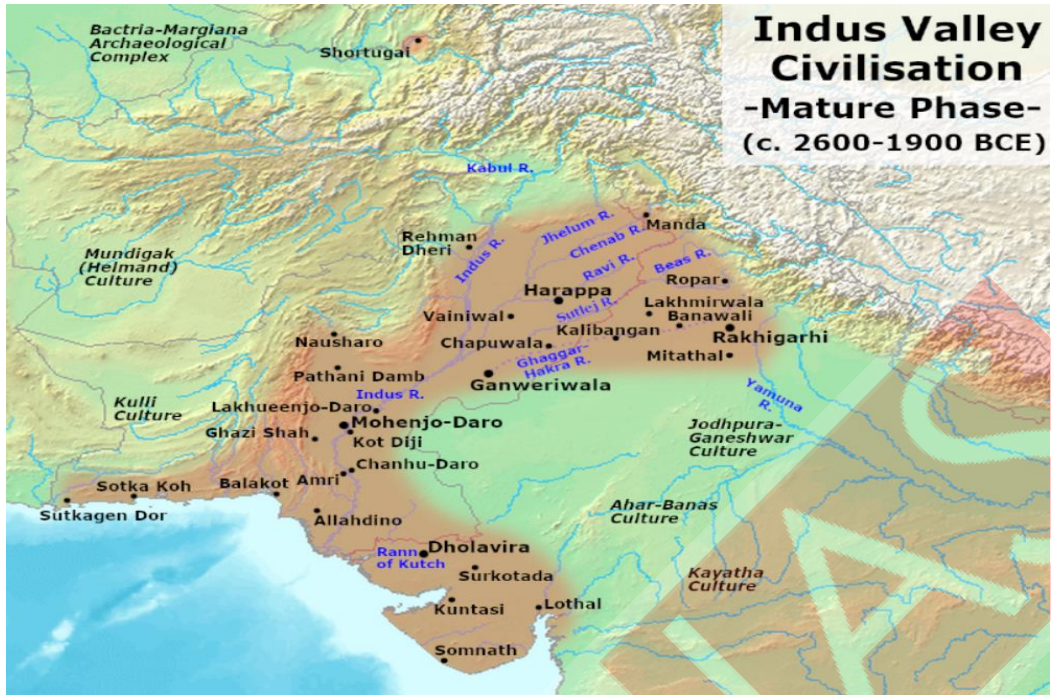 Indus Valley
Civilisation
-Mature Phase-
(c. 2600-1900 BCE)
Bactria-Margiana
Archaeological
Complex
Shortugai
Kabul R.
Manda
Jhelum R.
Rehman
Dheri
Indus R.
Chenab R.
Ravi R.
Beas R.
Mundigak
(Helmand)
Culture
Ropar
Harappa
Lakhmirwala
Sutlej R.
Vainiwal
Banawali
Kalibangan
Rakhigarhi
Nausharo
Chapuwala
Mitathal
Ghaggar-
Hakra R.
Pathani Damb
Ganweriwala
Indus R.
Yamuna
R.
Kulli
Culture
Lakhueenjo-Daro
Mohenjo-Daro
Ghazi Shah
Kot Diji
Jodhpura-
Ganeshwar
Culture
Chanhu-Daro
Amri
Balakot
Sotka Koh
Sutkagen Dor
Allahdino
Ahar-Banas
Culture
Dholavira
Rann
of Kutch
Surkotada
Kayatha
Culture
Kuntasi
Lothal
Somnath